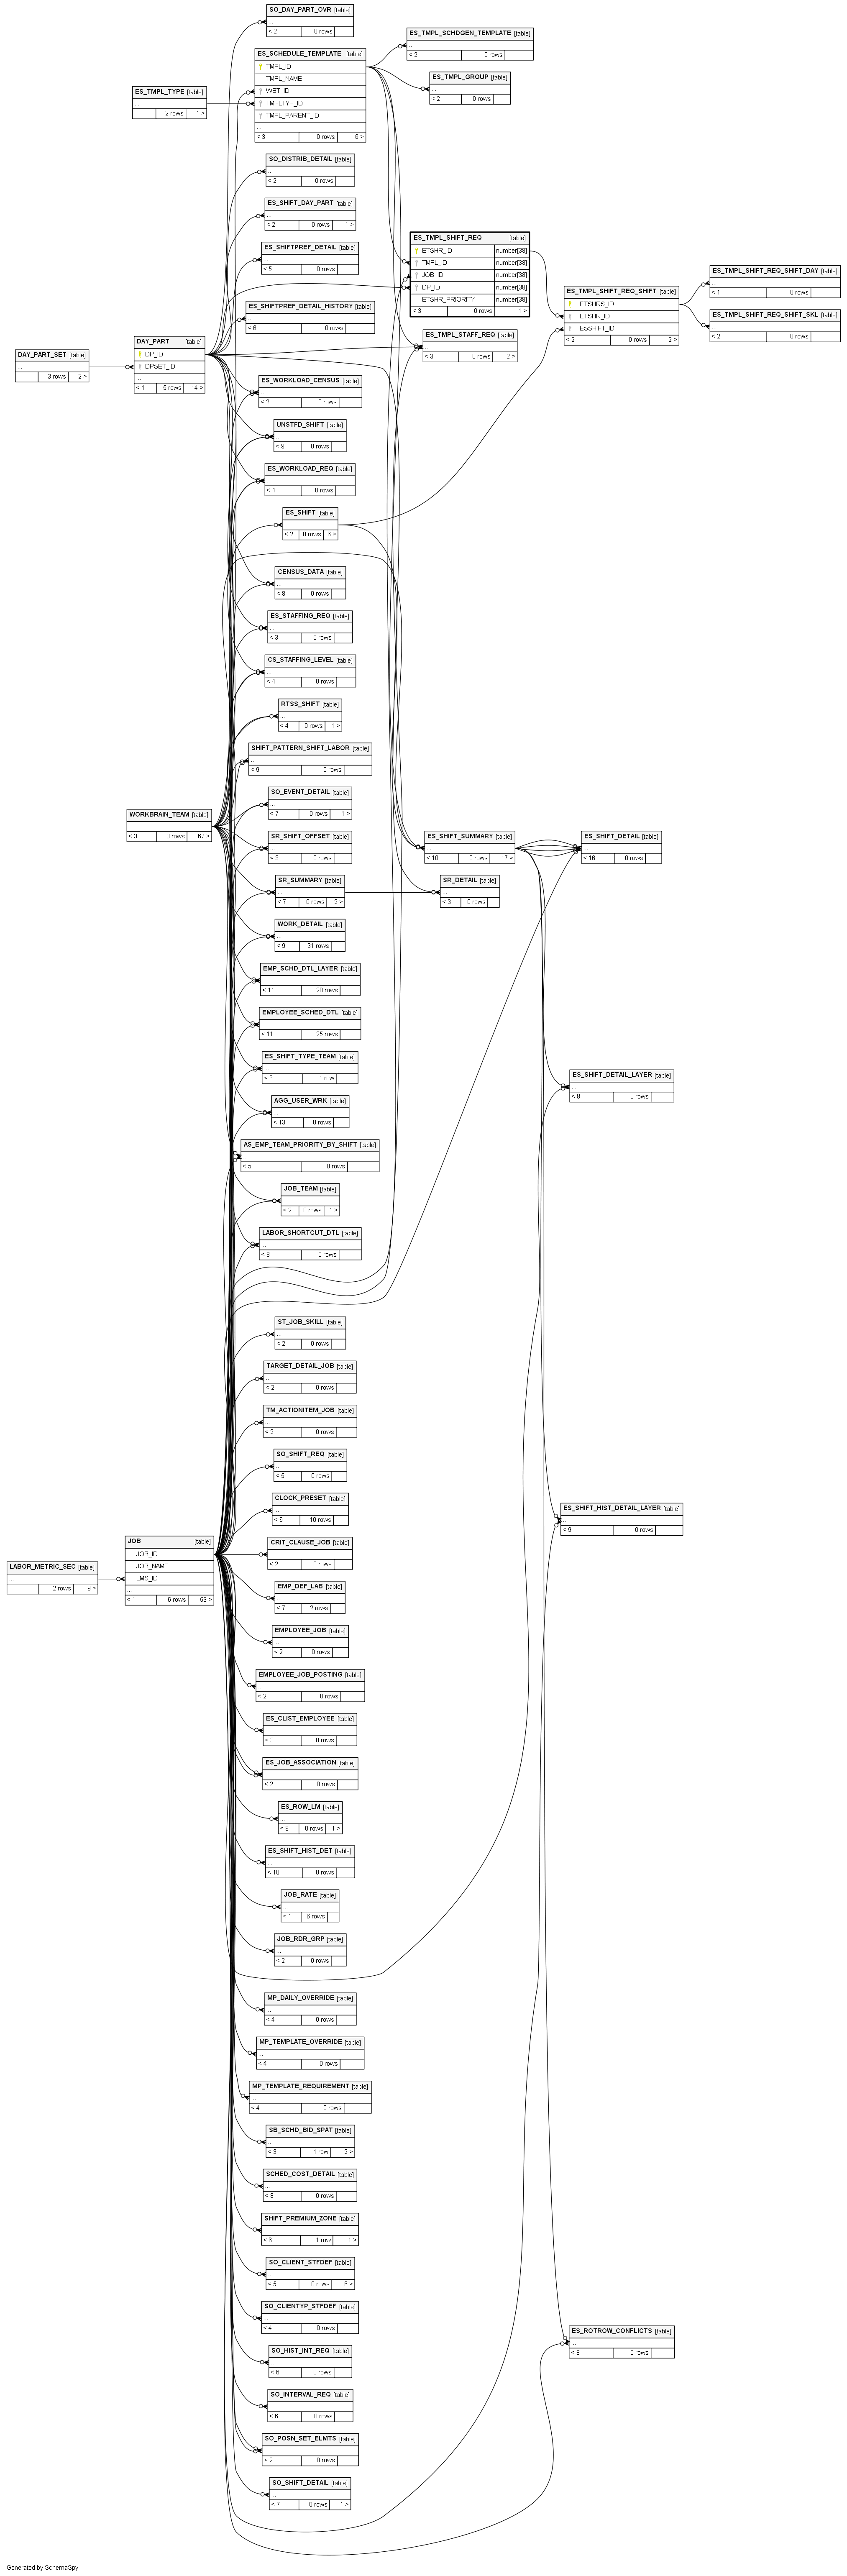 SO_DAY_PART_OVR [table]
...
< 2 0 rows
ES_SCHEDULE_TEMPLATE [table]
TMPL_ID
TMPL_NAME
WBT_ID
TMPLTYP_ID
TMPL_PARENT_ID
...
< 3 0 rows 6 >
ES_TMPL_SCHDGEN_TEMPLATE [table]
...
< 2 0 rows
ES_TMPL_GROUP [table]
...
< 2 0 rows
ES_TMPL_TYPE [table]
...
2 rows 1 >
SO_DISTRIB_DETAIL [table]
...
< 2 0 rows
ES_SHIFT_DAY_PART [table]
...
< 2 0 rows 1 >
ES_SHIFTPREF_DETAIL [table]
...
< 5 0 rows
ES_TMPL_SHIFT_REQ [table]
ETSHR_ID number[38]
TMPL_ID number[38]
JOB_ID number[38]
DP_ID number[38]
ETSHR_PRIORITY number[38]
< 3 0 rows 1 >
ES_TMPL_SHIFT_REQ_SHIFT [table]
ETSHRS_ID
ETSHR_ID
ESSHIFT_ID
< 2 0 rows 2 >
ES_TMPL_SHIFT_REQ_SHIFT_DAY [table]
...
< 1 0 rows
ES_TMPL_SHIFT_REQ_SHIFT_SKL [table]
...
< 2 0 rows
ES_SHIFTPREF_DETAIL_HISTORY [table]
...
< 6 0 rows
ES_TMPL_STAFF_REQ [table]
...
< 3 0 rows 2 >
DAY_PART [table]
DP_ID
DPSET_ID
...
< 1 5 rows 14 >
DAY_PART_SET [table]
...
3 rows 2 >
ES_WORKLOAD_CENSUS [table]
...
< 2 0 rows
UNSTFD_SHIFT [table]
...
< 9 0 rows
ES_WORKLOAD_REQ [table]
...
< 4 0 rows
ES_SHIFT [table]
...
< 2 0 rows 6 >
CENSUS_DATA [table]
...
< 8 0 rows
ES_STAFFING_REQ [table]
...
< 3 0 rows
CS_STAFFING_LEVEL [table]
...
< 4 0 rows
RTSS_SHIFT [table]
...
< 4 0 rows 1 >
SHIFT_PATTERN_SHIFT_LABOR [table]
...
< 9 0 rows
SO_EVENT_DETAIL [table]
...
< 7 0 rows 1 >
WORKBRAIN_TEAM [table]
...
< 3 3 rows 67 >
SR_SHIFT_OFFSET [table]
...
< 3 0 rows
ES_SHIFT_SUMMARY [table]
...
< 10 0 rows 17 >
ES_SHIFT_DETAIL [table]
...
< 16 0 rows
SR_SUMMARY [table]
...
< 7 0 rows 2 >
SR_DETAIL [table]
...
< 3 0 rows
WORK_DETAIL [table]
...
< 9 31 rows
EMP_SCHD_DTL_LAYER [table]
...
< 11 20 rows
EMPLOYEE_SCHED_DTL [table]
...
< 11 25 rows
ES_SHIFT_TYPE_TEAM [table]
...
< 3 1 row
ES_SHIFT_DETAIL_LAYER [table]
...
< 8 0 rows
AGG_USER_WRK [table]
...
< 13 0 rows
AS_EMP_TEAM_PRIORITY_BY_SHIFT [table]
...
< 5 0 rows
JOB_TEAM [table]
...
< 2 0 rows 1 >
LABOR_SHORTCUT_DTL [table]
...
< 8 0 rows
ST_JOB_SKILL [table]
...
< 2 0 rows
TARGET_DETAIL_JOB [table]
...
< 2 0 rows
TM_ACTIONITEM_JOB [table]
...
< 2 0 rows
SO_SHIFT_REQ [table]
...
< 5 0 rows
CLOCK_PRESET [table]
...
< 6 10 rows
ES_SHIFT_HIST_DETAIL_LAYER [table]
...
< 9 0 rows
JOB [table]
JOB_ID
JOB_NAME
LMS_ID
...
< 1 6 rows 53 >
LABOR_METRIC_SEC [table]
...
2 rows 8 >
CRIT_CLAUSE_JOB [table]
...
< 2 0 rows
EMP_DEF_LAB [table]
...
< 7 2 rows
EMPLOYEE_JOB [table]
...
< 2 0 rows
EMPLOYEE_JOB_POSTING [table]
...
< 2 0 rows
ES_CLIST_EMPLOYEE [table]
...
< 3 0 rows
ES_JOB_ASSOCIATION [table]
...
< 2 0 rows
ES_ROW_LM [table]
...
< 9 0 rows 1 >
ES_SHIFT_HIST_DET [table]
...
< 10 0 rows
JOB_RATE [table]
...
< 1 6 rows
JOB_RDR_GRP [table]
...
< 2 0 rows
MP_DAILY_OVERRIDE [table]
...
< 4 0 rows
MP_TEMPLATE_OVERRIDE [table]
...
< 4 0 rows
MP_TEMPLATE_REQUIREMENT [table]
...
< 4 0 rows
SB_SCHD_BID_SPAT [table]
...
< 3 1 row 2 >
SCHED_COST_DETAIL [table]
...
< 8 0 rows
SHIFT_PREMIUM_ZONE [table]
...
< 6 1 row 1 >
SO_CLIENT_STFDEF [table]
...
< 5 0 rows 6 >
SO_CLIENTYP_STFDEF [table]
...
< 4 0 rows
ES_ROTROW_CONFLICTS [table]
...
< 8 0 rows
SO_HIST_INT_REQ [table]
...
< 6 0 rows
SO_INTERVAL_REQ [table]
...
< 6 0 rows
SO_POSN_SET_ELMTS [table]
...
< 2 0 rows
SO_SHIFT_DETAIL [table]
...
< 7 0 rows 1 >
Generated by SchemaSpy